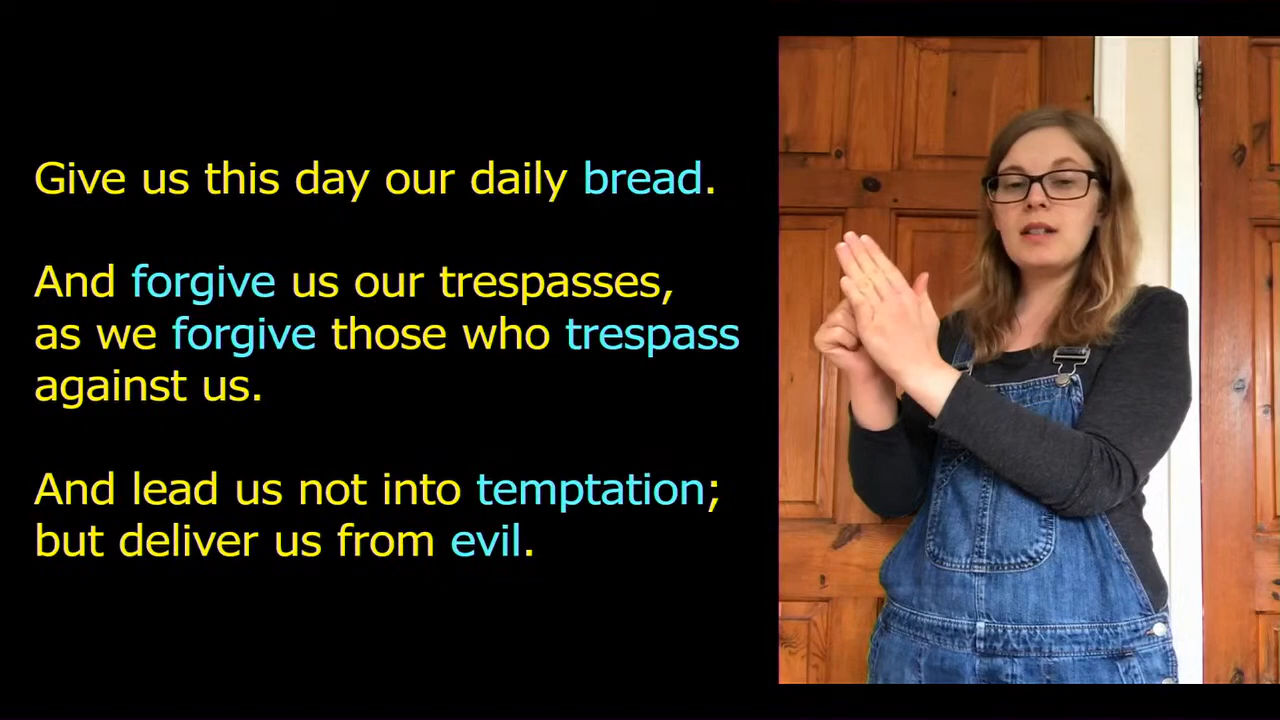 Give us this day our daily bread.
And forgive us our trespasses,
as we forgive those who trespass
against us.
And lead us not into temptation;
but deliver us from evil.